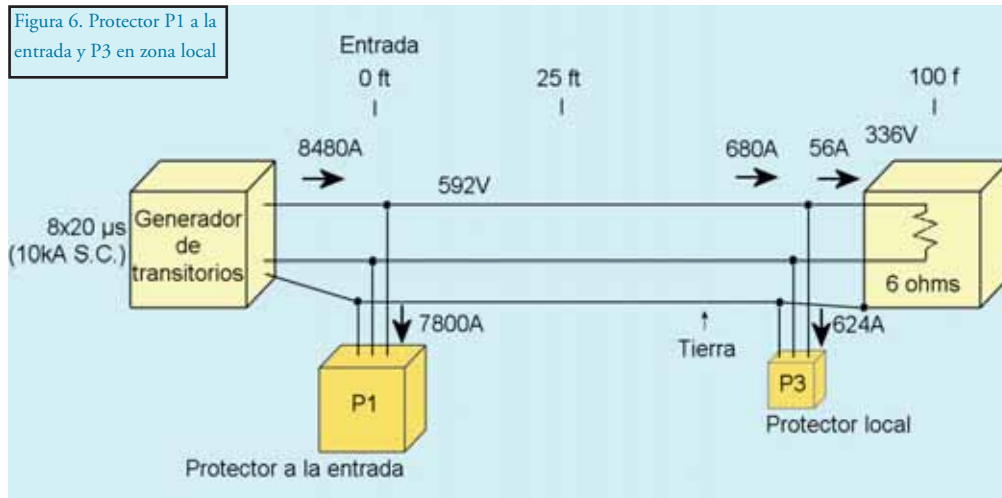 Figura 6. Protector P1 a la
entrada y P3 en zona local
Entrada
0 ft
25 ft
100 f
8480A
680A
56A
336V
592V
8x20 µs
(10kA S.C.)
Generador
de
transitorios
6 ohms
7800A
624A
Tierra
P1
P3
Protector local
Protector a la entrada